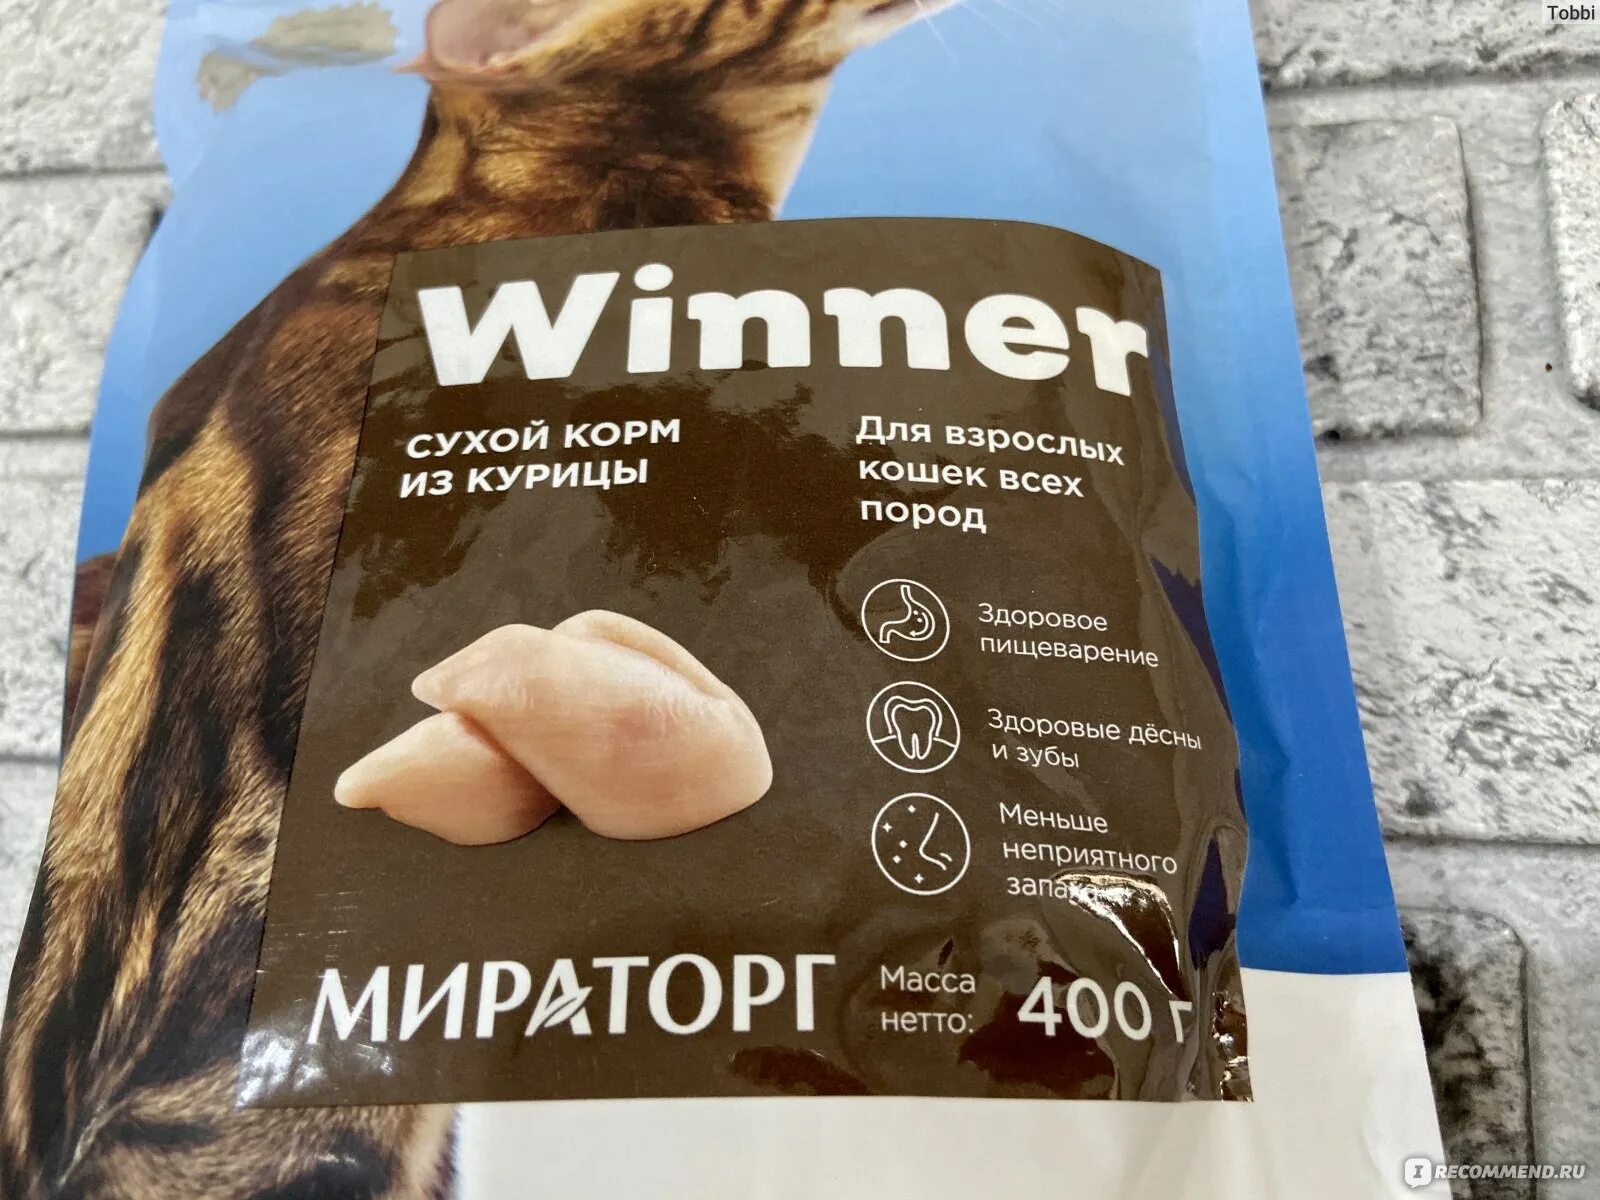 Tobbi
Winner
СУХОЙ КОРМ
ИЗ КУРИЦЫ
Для взрослых
кошек всех
пород
Здоровое
пищеварение
Здоровые дёсны
и зубы
Меньше
неприятного
запаха
МИРАТОРГ
Масса
нетто:
400 г
IRECOMMEND.RU